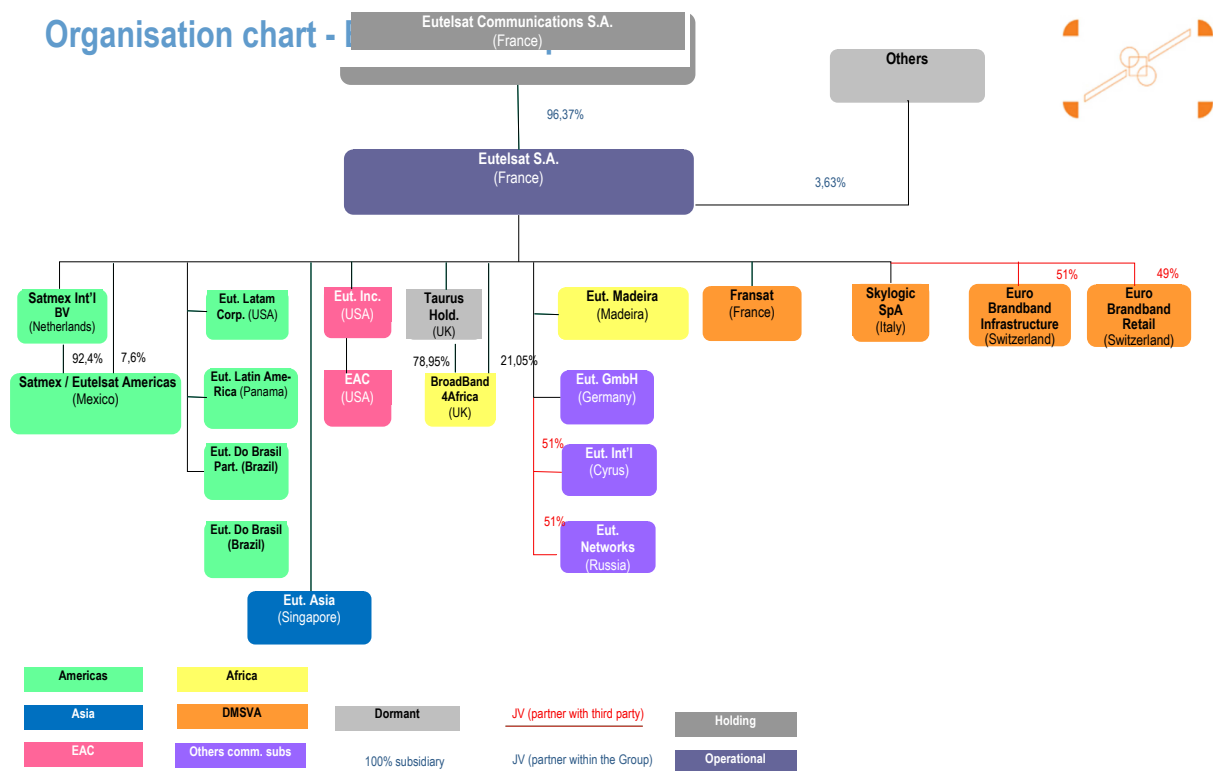 Organisation chart -
Eutelsat Communications S.A.
(France)
Others
96,37%
Eutelsat S.A.
(France)
3,63%
51%
49%
Satmex Int'l
BV
(Netherlands)
Eut. Latam
Corp. (USA)
Eut. Inc.
(USA)
Taurus
Hold.
(UK)
Eut. Madeira
(Madeira)
Fransat
(France)
Skylogic
SpA
(Italy)
Euro
Brandband
Infrastructure
(Switzerland)
Euro
Brandband
Retail
(Switzerland)
92,4%
7,6%
78,95%
21,05%
Satmex / Eutelsat Americas
(Mexico)
Eut. Latin Ame-
Rica (Panama)
EAC
(USA)
BroadBand
4Africa
(UK)
Eut. GmbH
(Germany)
51%
Eut. Do Brasil
Part. (Brazil)
Eut. Int'l
(Cyrus)
51%
Eut. Do Brasil
(Brazil)
Eut.
Networks
(Russia)
Eut. Asia
(Singapore)
Americas
Africa
Asia
DMSVA
Dormant
JV (partner with third party)
Holding
EAC
Others comm. subs
100% subsidiary
JV (partner within the Group)
Operational